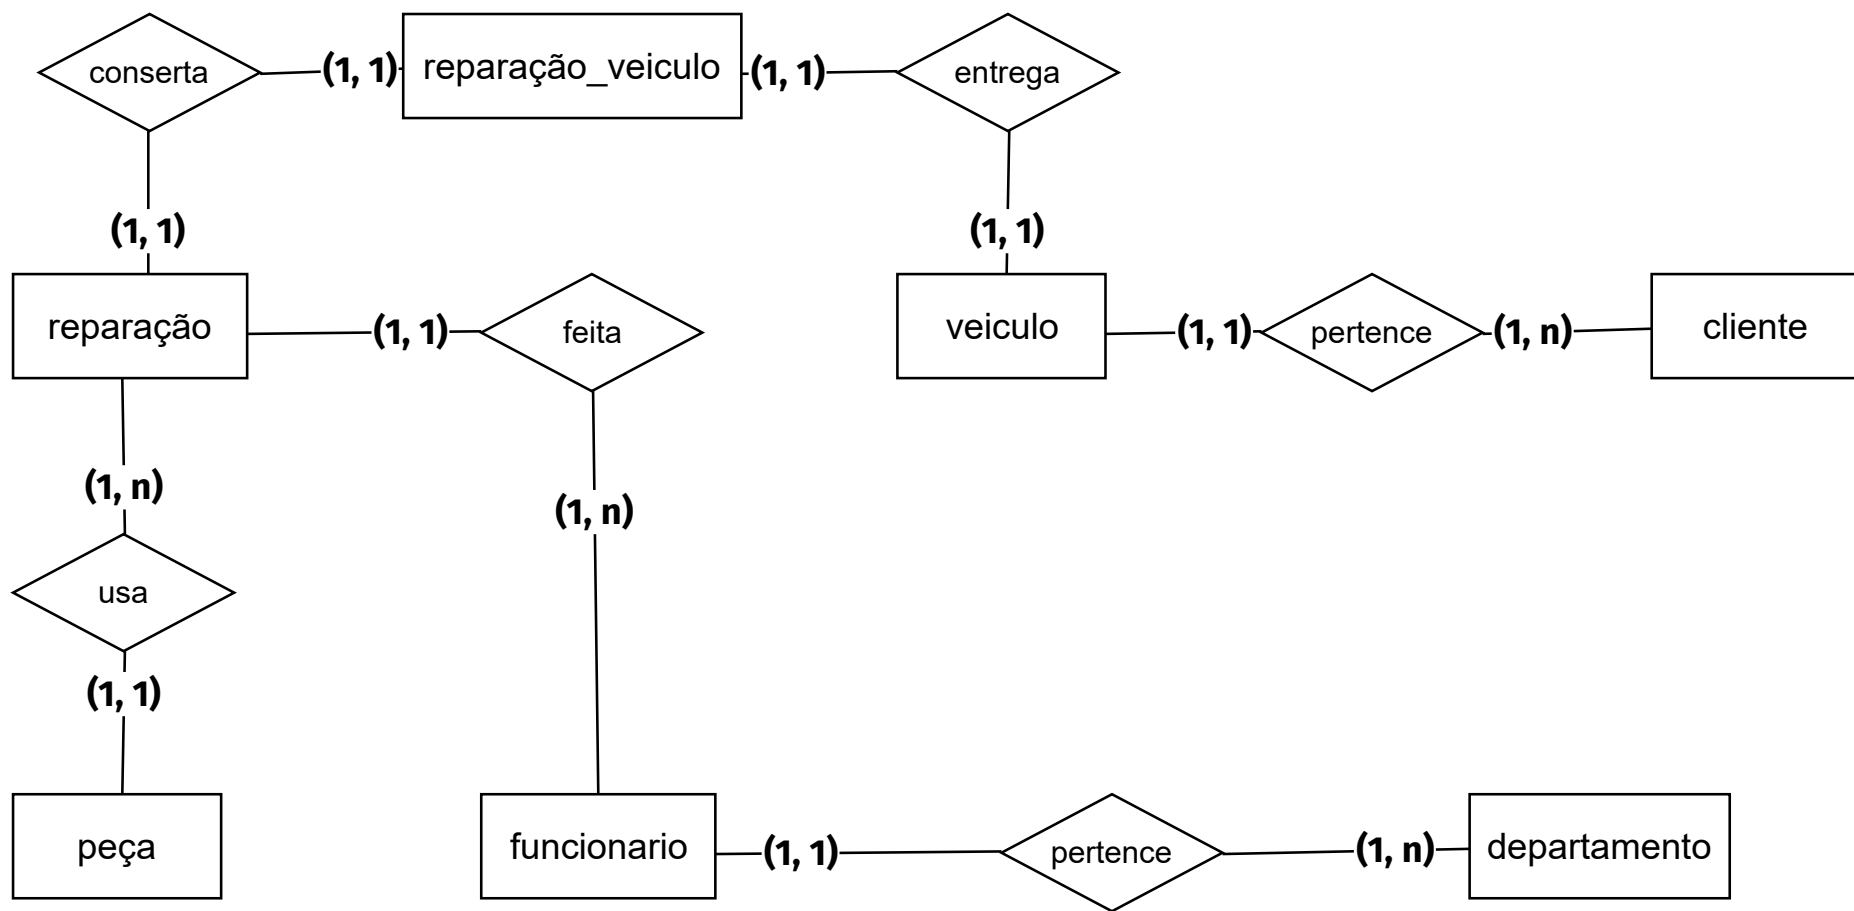 conserta
(1, 1)
reparação_veiculo
(1, 1)
entrega
(1, 1)
(1, 1)
reparação
(1, 1)
feita
veiculo
(1, 1)
pertence
(1, n)
cliente
(1, n)
(1, n)
usa
(1, 1)
peça
funcionario
(1, 1)
pertence
(1, n)
departamento